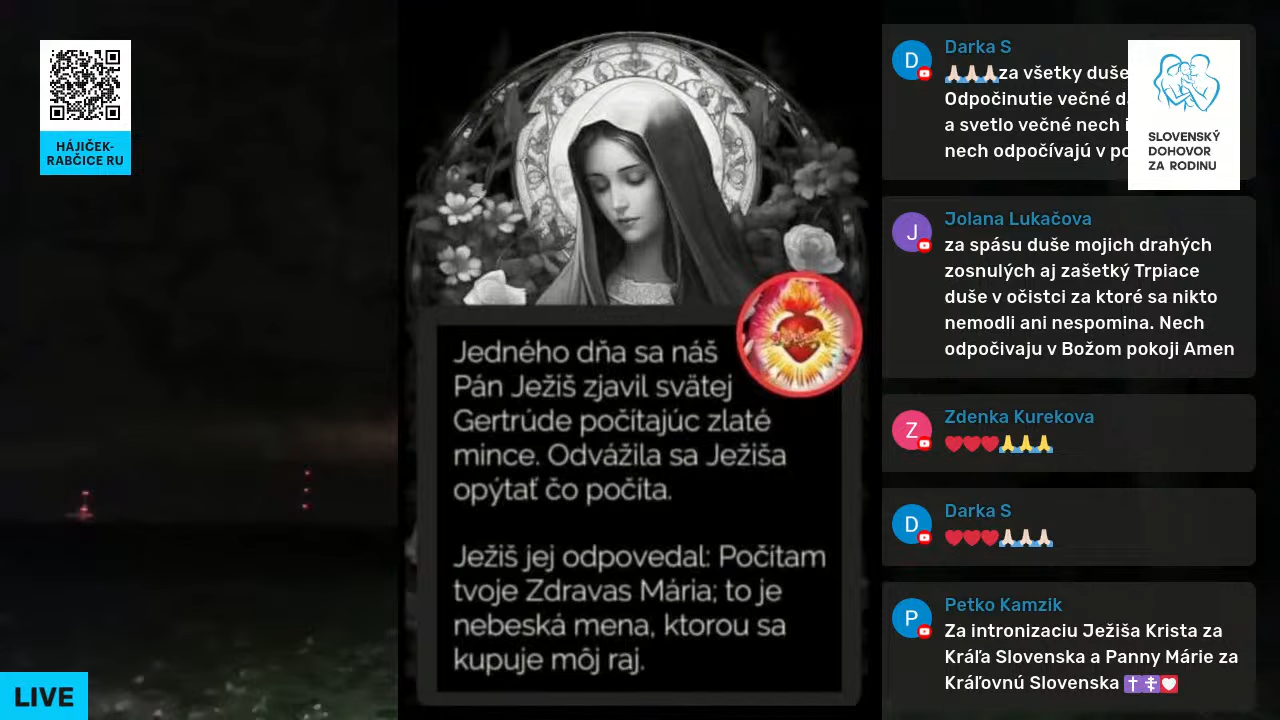 HÁJIČEK-
RABČICE RU
LIVE
Jedného dňa sa náš
Pán Ježiš zjavil svätej
Gertrúde počítajúc zlaté
mince. Odvážila sa Ježiša
opýtať čo počíta.
Ježiš jej odpovedal: Počítam
tvoje Zdravas Mária; to je
nebeská mena, ktorou sa
kupuje môj raj.
Darka S
za všetky duše
Odpočinutie večné
a svetlo večné nech
nech odpočívajú v
SLOVENSKÝ
DOHOVOR
ZA RODINU
Jolana Lukačova
za spásu duše mojich drahých
zosnulých aj zašetký Trpiace
duše v očistci za ktoré sa nikto
nemodli ani nespomina. Nech
odpočivaju v Božom pokoji Amen
Zdenka Kurekova
❤❤❤🙏🙏🙏
Darka S
❤❤❤🙏🏻🙏🏻🙏🏻
Petko Kamzik
Za intronizaciu Ježiša Krista za
Kráľa Slovenska a Panny Márie za
Kráľovnú Slovenska ✝☦💟